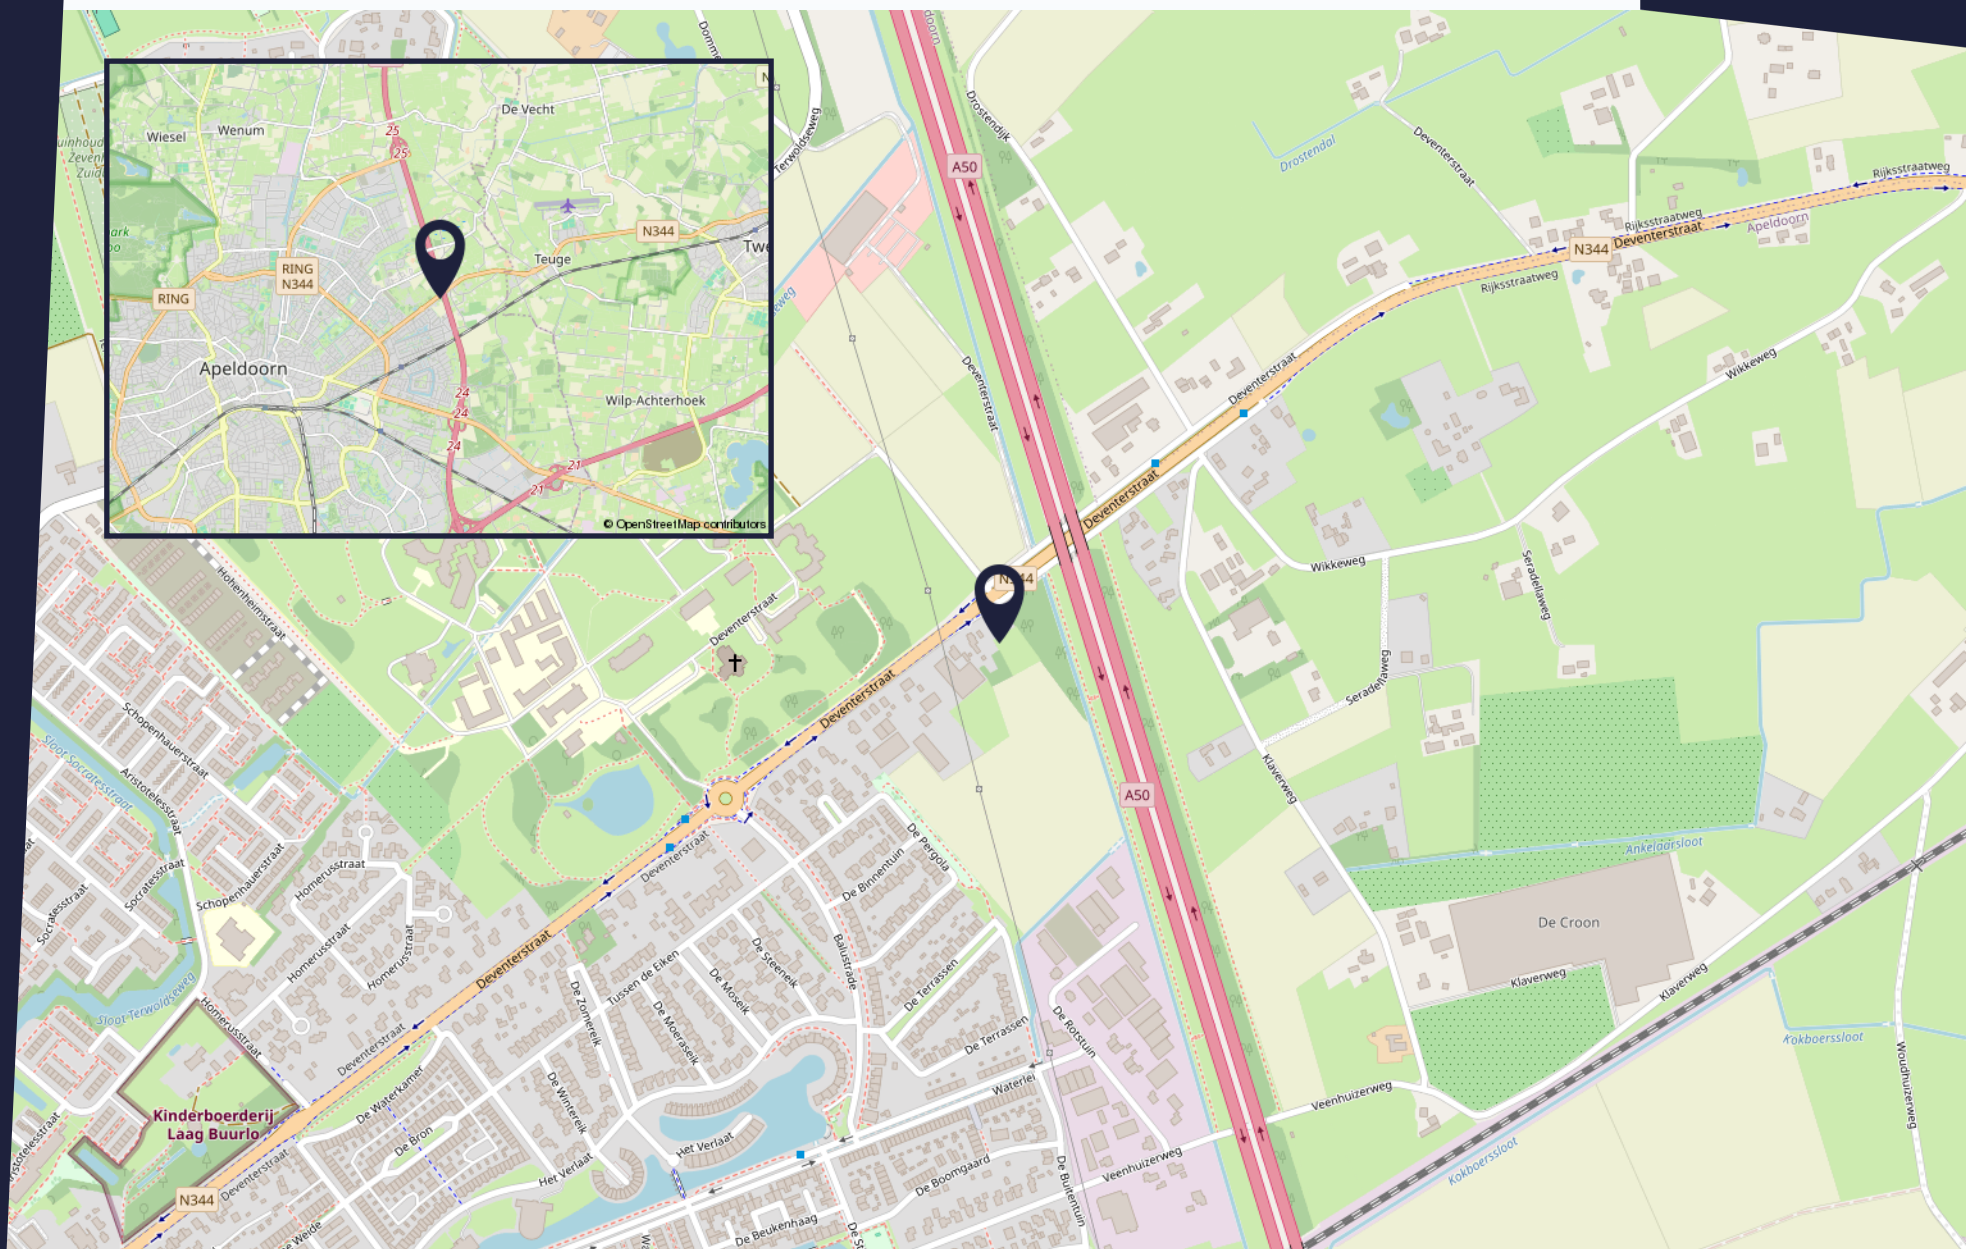 Terwoldseweg
Drostendijk
A50
Drostendal
Deventerstraat
Rijksstraatweg
Rijksstraatweg
Apeldoorn
N344
Deventerstraat
Rijksstraatweg
Wiesel
Wenum
De Vecht
25
25
N344
RING
N344
RING
Teuge
Apeldoorn
24
24
24
Wilp-Achterhoek
21
21
© OpenStreetMap contributors
Deventerstraat
Deventerstraat
Wikkeweg
Deventerstraat
Wikkeweg
Seradellaweg
Seradellaweg
Hohenheimstraat
Deventerstraat
Deventerstraat
Schopenhauerstraat
Sloot Socratesstraat
Aristotelesstraat
A50
Klaverweg
Ankelaarsloot
De Croon
Klaverweg
Klaverweg
Deventerstraat
De Pergola
De Binnentuin
Socratesstraat
Socratesstraat
Schopenhauerstraat
Homerusstraat
Homerusstraat
Homerusstraat
Homerusstraat
Deventerstraat
Balustrade
De Steeneik
De Moseik
De Moeraseik
Tussen de Eiken
De Zomereik
De Wintereik
De Terrassen
De Terrassen
De Rotstuin
Waterlei
Sloot Terwoldseweg
Deventerstraat
De Waterkamer
De Bron
Kinderboerderij
Laag Buurlo
Deventerstraat
N344
Het Verlaat
Het Verlaat
De Boomgaard
De Beukenhaag
De Buitentuin
Veenhuizerweg
Veenhuizerweg
Kokboerssloot
Kokboerssloot
Woudhuizerweg